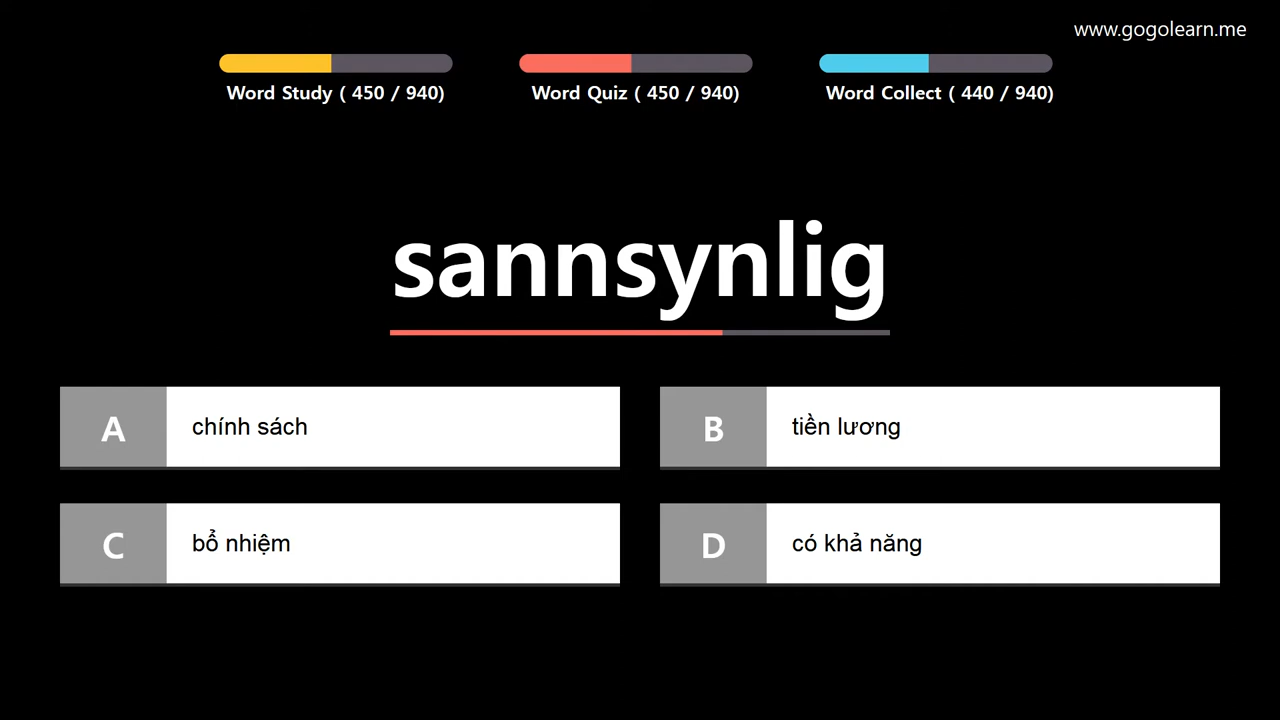 www.gogolearn.me
Word Study ( 450 / 940)
Word Quiz ( 450 / 940)
Word Collect ( 440 / 940)
sannsynlig
A chính sách
B tiền lương
C bổ nhiệm
D có khả năng